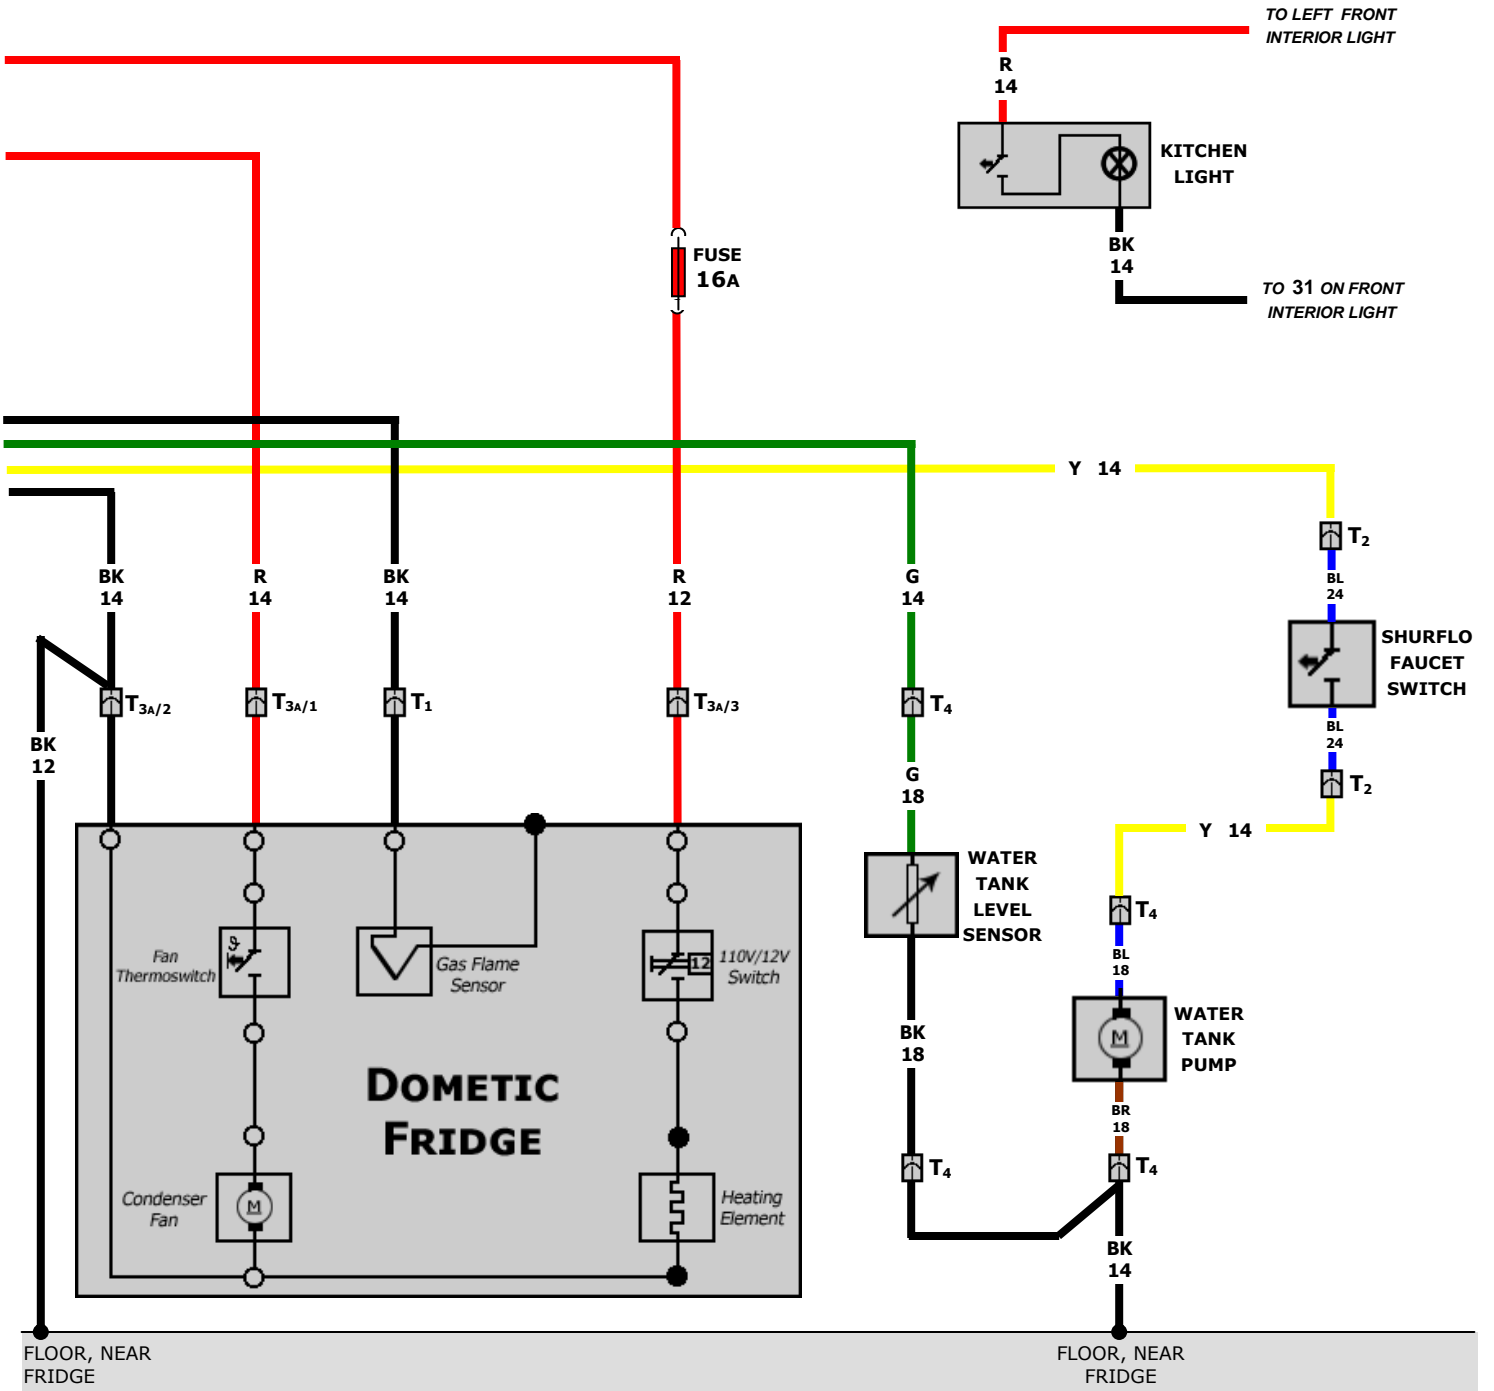 TO LEFT FRONT
INTERIOR LIGHT
R
14
KITCHEN
LIGHT
BK
14
TO 31 ON FRONT
INTERIOR LIGHT
FUSE
16A
Y 14
T2
BL
24
SHURFLO
FAUCET
SWITCH
BL
24
T2
Y 14
BK
14
R
14
BK
14
R
12
G
14
T3A/2
T3A/1
T1
T3A/3
T4
BK
12
G
18
WATER
TANK
LEVEL
SENSOR
T4
BL
18
WATER
TANK
PUMP
M
BR
18
T4
BK
18
T4
BK
14
ϑ
Fan
Thermoswitch
Gas Flame
Sensor
12
110V/12V
Switch
DOMETIC
FRIDGE
Condenser
Fan
M
Heating
Element
FLOOR, NEAR
FRIDGE
FLOOR, NEAR
FRIDGE